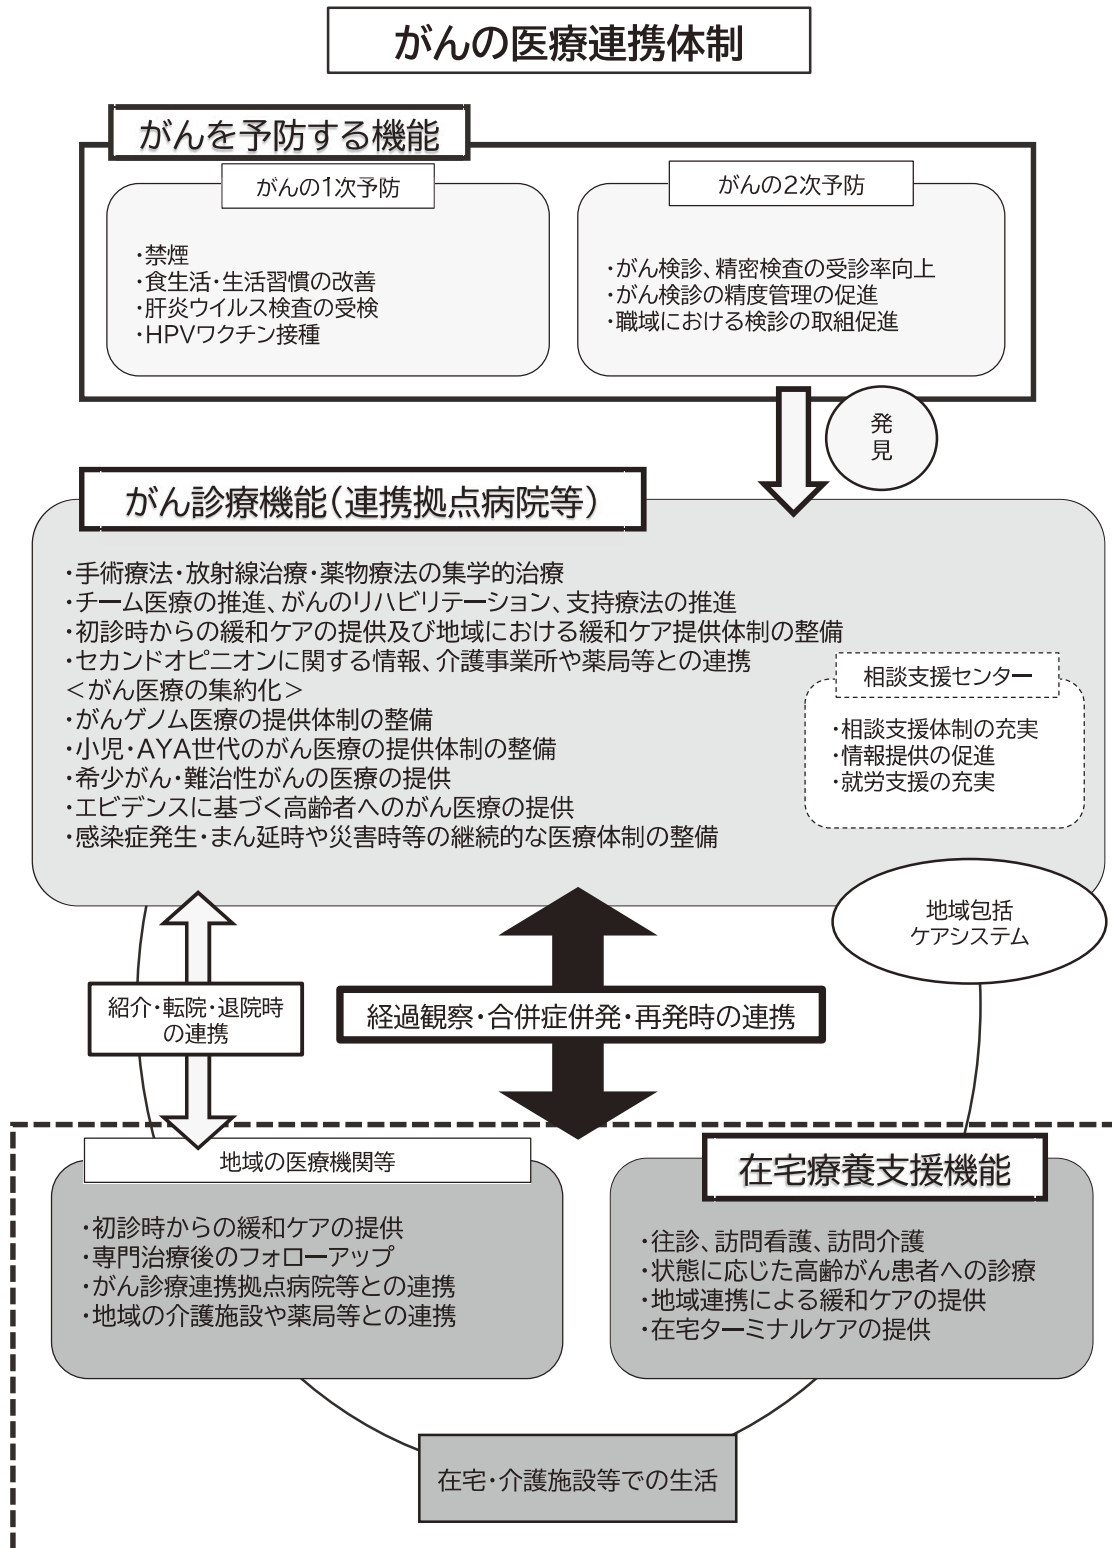 がんの医療連携体制
がんを予防する機能
がんの1次予防
・禁煙
・食生活・生活習慣の改善
・肝炎ウイルス検査の受検
・HPVワクチン接種
がんの2次予防
・がん検診、精密検査の受診率向上
・がん検診の精度管理の促進
・職域における検診の取組促進
発
見
がん診療機能(連携拠点病院等)
・手術療法・放射線治療・薬物療法の集学的治療
・チーム医療の推進、がんのリハビリテーション、支持療法の推進
・初診時からの緩和ケアの提供及び地域における緩和ケア提供体制の整備
・セカンドオピニオンに関する情報、介護事業所や薬局等との連携
<がん医療の集約化>
・がんゲノム医療の提供体制の整備
・小児・AYA世代のがん医療の提供体制の整備
・希少がん・難治性がんの医療の提供
・エビデンスに基づく高齢者へのがん医療の提供
・感染症発生・まん延時や災害時等の継続的な医療体制の整備
相談支援センター
・相談支援体制の充実
・情報提供の促進
・就労支援の充実
地域包括
ケアシステム
紹介・転院・退院時
の連携
経過観察・合併症併発・再発時の連携
地域の医療機関等
・初診時からの緩和ケアの提供
・専門治療後のフォローアップ
・がん診療連携拠点病院等との連携
・地域の介護施設や薬局等との連携
在宅療養支援機能
・往診、訪問看護、訪問介護
・状態に応じた高齢がん患者への診療
・地域連携による緩和ケアの提供
・在宅ターミナルケアの提供
在宅・介護施設等での生活